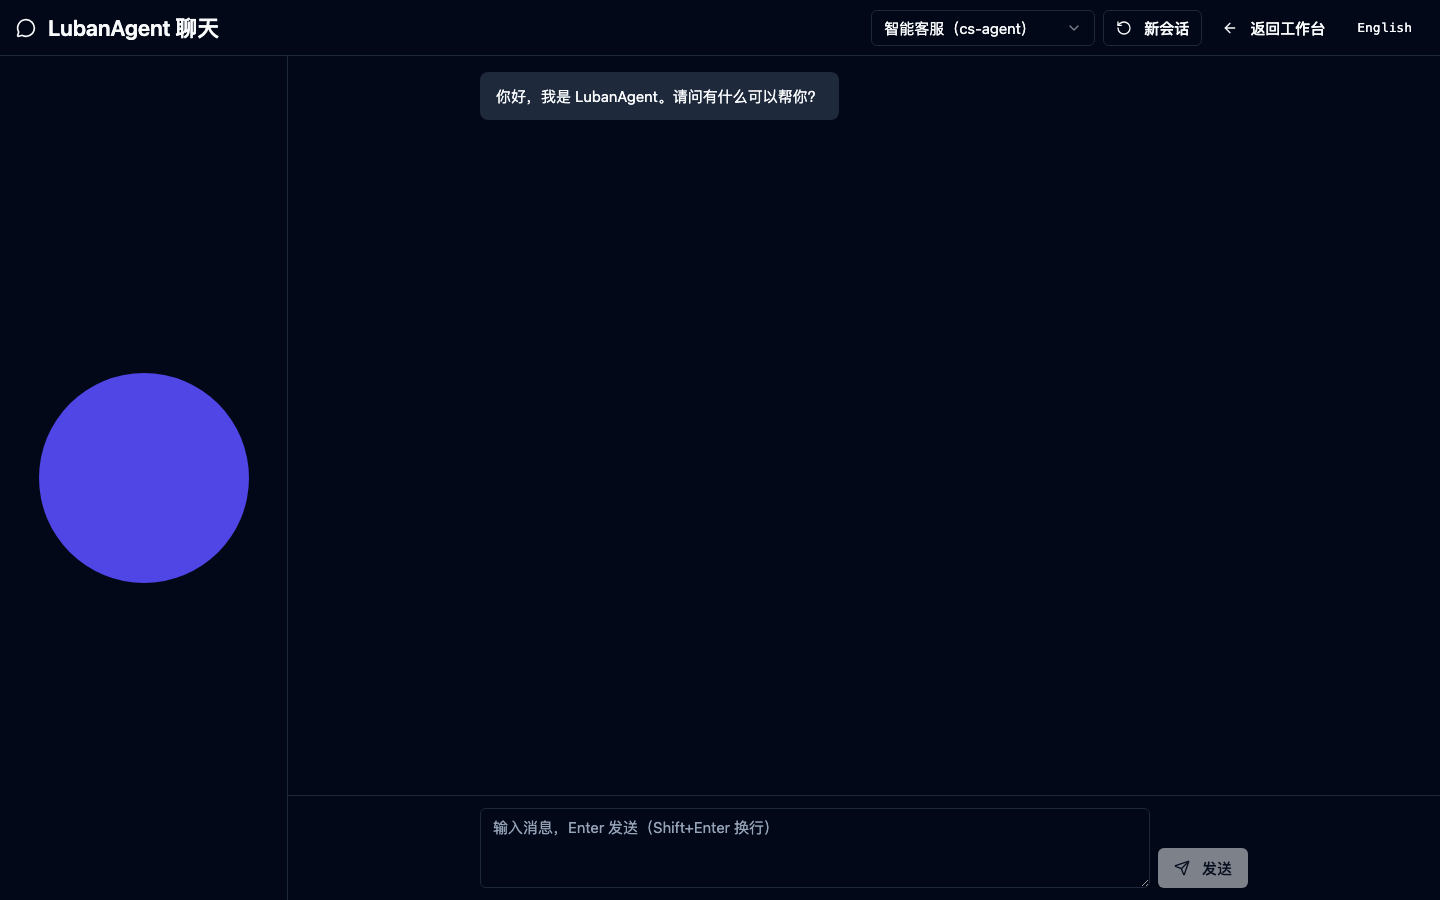 LubanAgent 聊天
智能客服（cs-agent）
新会话
返回工作台
English
你好，我是 LubanAgent。请问有什么可以帮你？
输入消息，Enter 发送（Shift+Enter 换行）
发送